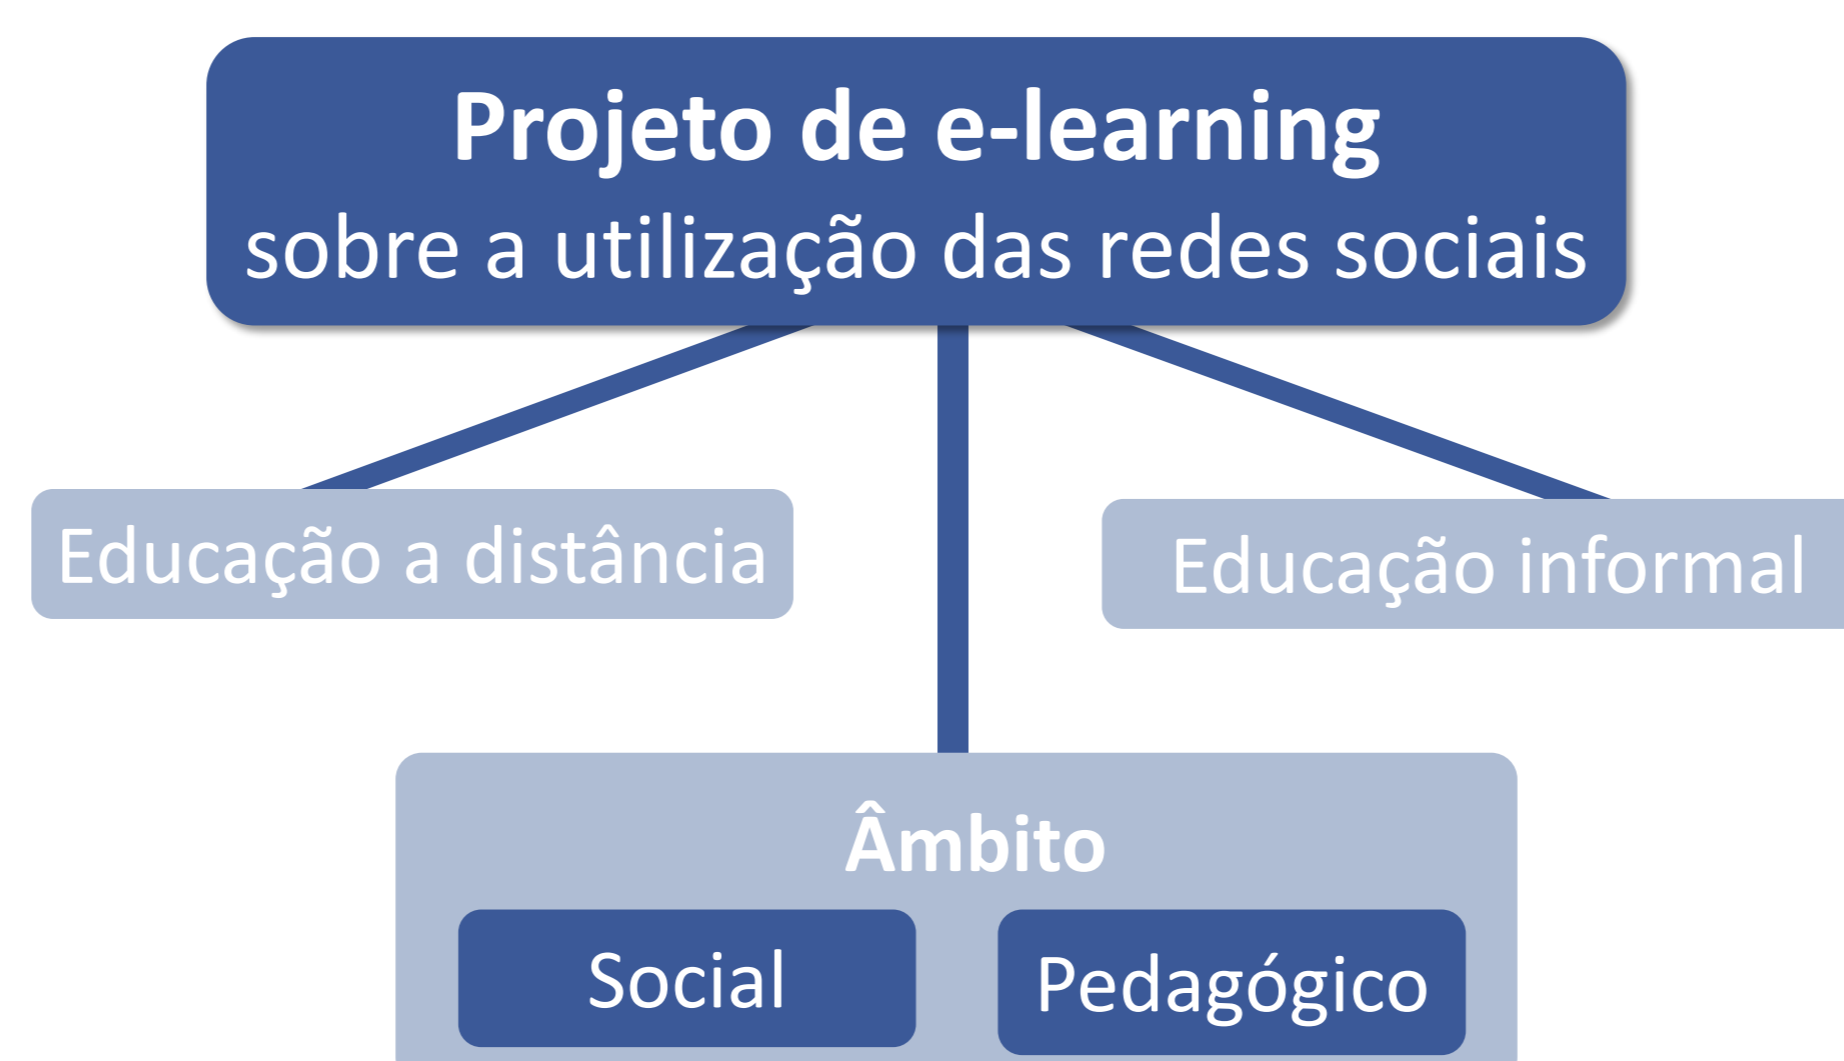 Projeto de e-learning
sobre a utilização das redes sociais
Educação a distância
Educação informal
Âmbito
Social
Pedagógico